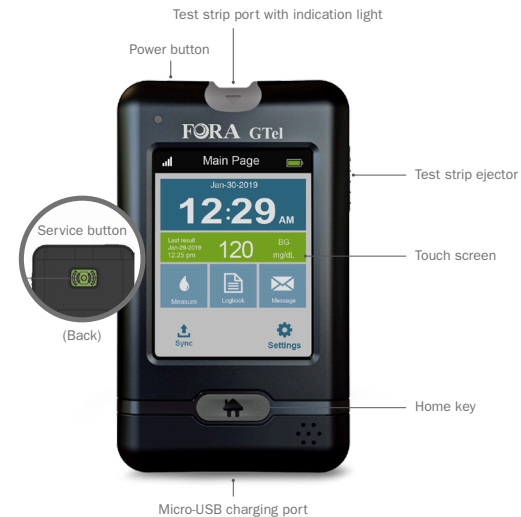 Test strip port with indication light
Power button
FORA GTel
Main Page
Jan-30-2019
12:29 AM
Test strip ejector
Last result
Jan-29-2019
12:25 pm
120
BG
mg/dL
Service button
Touch screen
Measure
Logbook
Message
(Back)
Sync
Settings
Home key
Micro-USB charging port